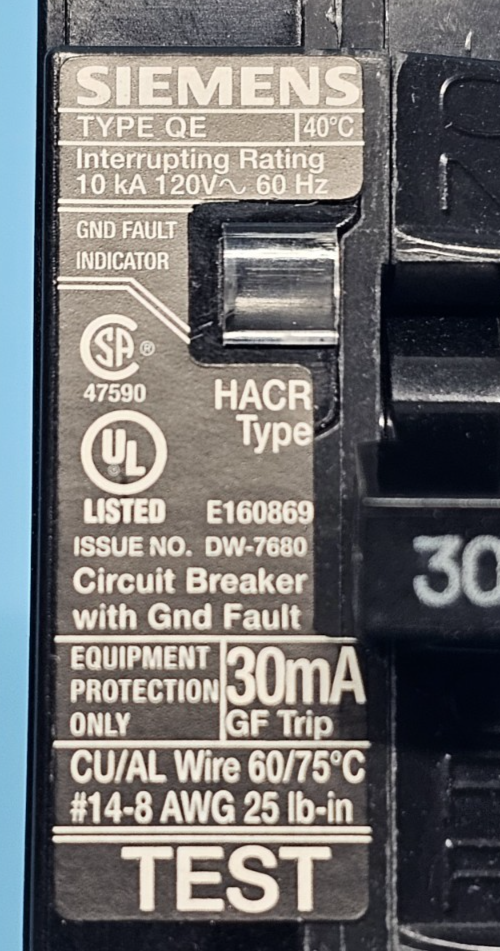 SIEMENS
TYPE QE 40°C
Interrupting Rating
10 kA 120V∿ 60 Hz
GND FAULT
INDICATOR
SA ®
47590
HACR
Type
UL ®
LISTED E160869
ISSUE NO. DW-7680
Circuit Breaker
with Gnd Fault
EQUIPMENT
PROTECTION
ONLY
30mA
GF Trip
CU/AL Wire 60/75°C
#14-8 AWG 25 lb-in
TEST
30